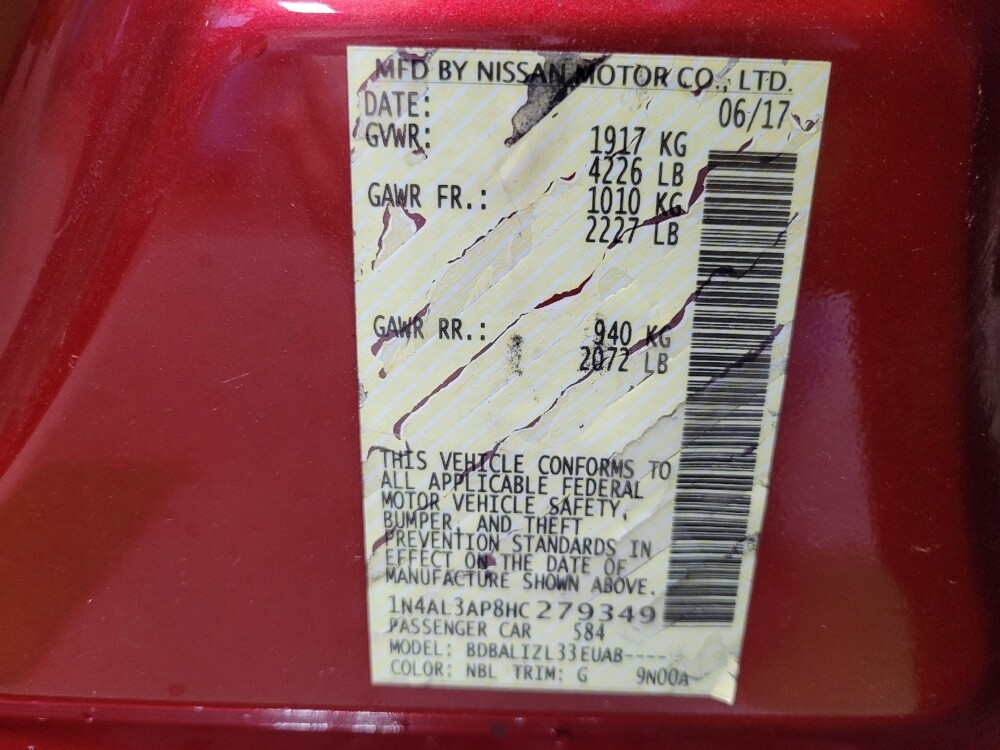 MFD BY NISSAN MOTOR CO., LTD.
DATE: 06/17
GVWR: 1917 KG
4226 LB
GAWR FR.: 1010 KG
2227 LB
GAWR RR.: 940 KG
2072 LB
THIS VEHICLE CONFORMS TO
ALL APPLICABLE FEDERAL
MOTOR VEHICLE SAFETY,
BUMPER, AND THEFT
PREVENTION STANDARDS IN
EFFECT ON THE DATE OF
MANUFACTURE SHOWN ABOVE.
1N4AL3AP8HC279349
PASSENGER CAR 584
MODEL: BDBALIZL33EUAB----
COLOR: NBL TRIM: G 9N00A